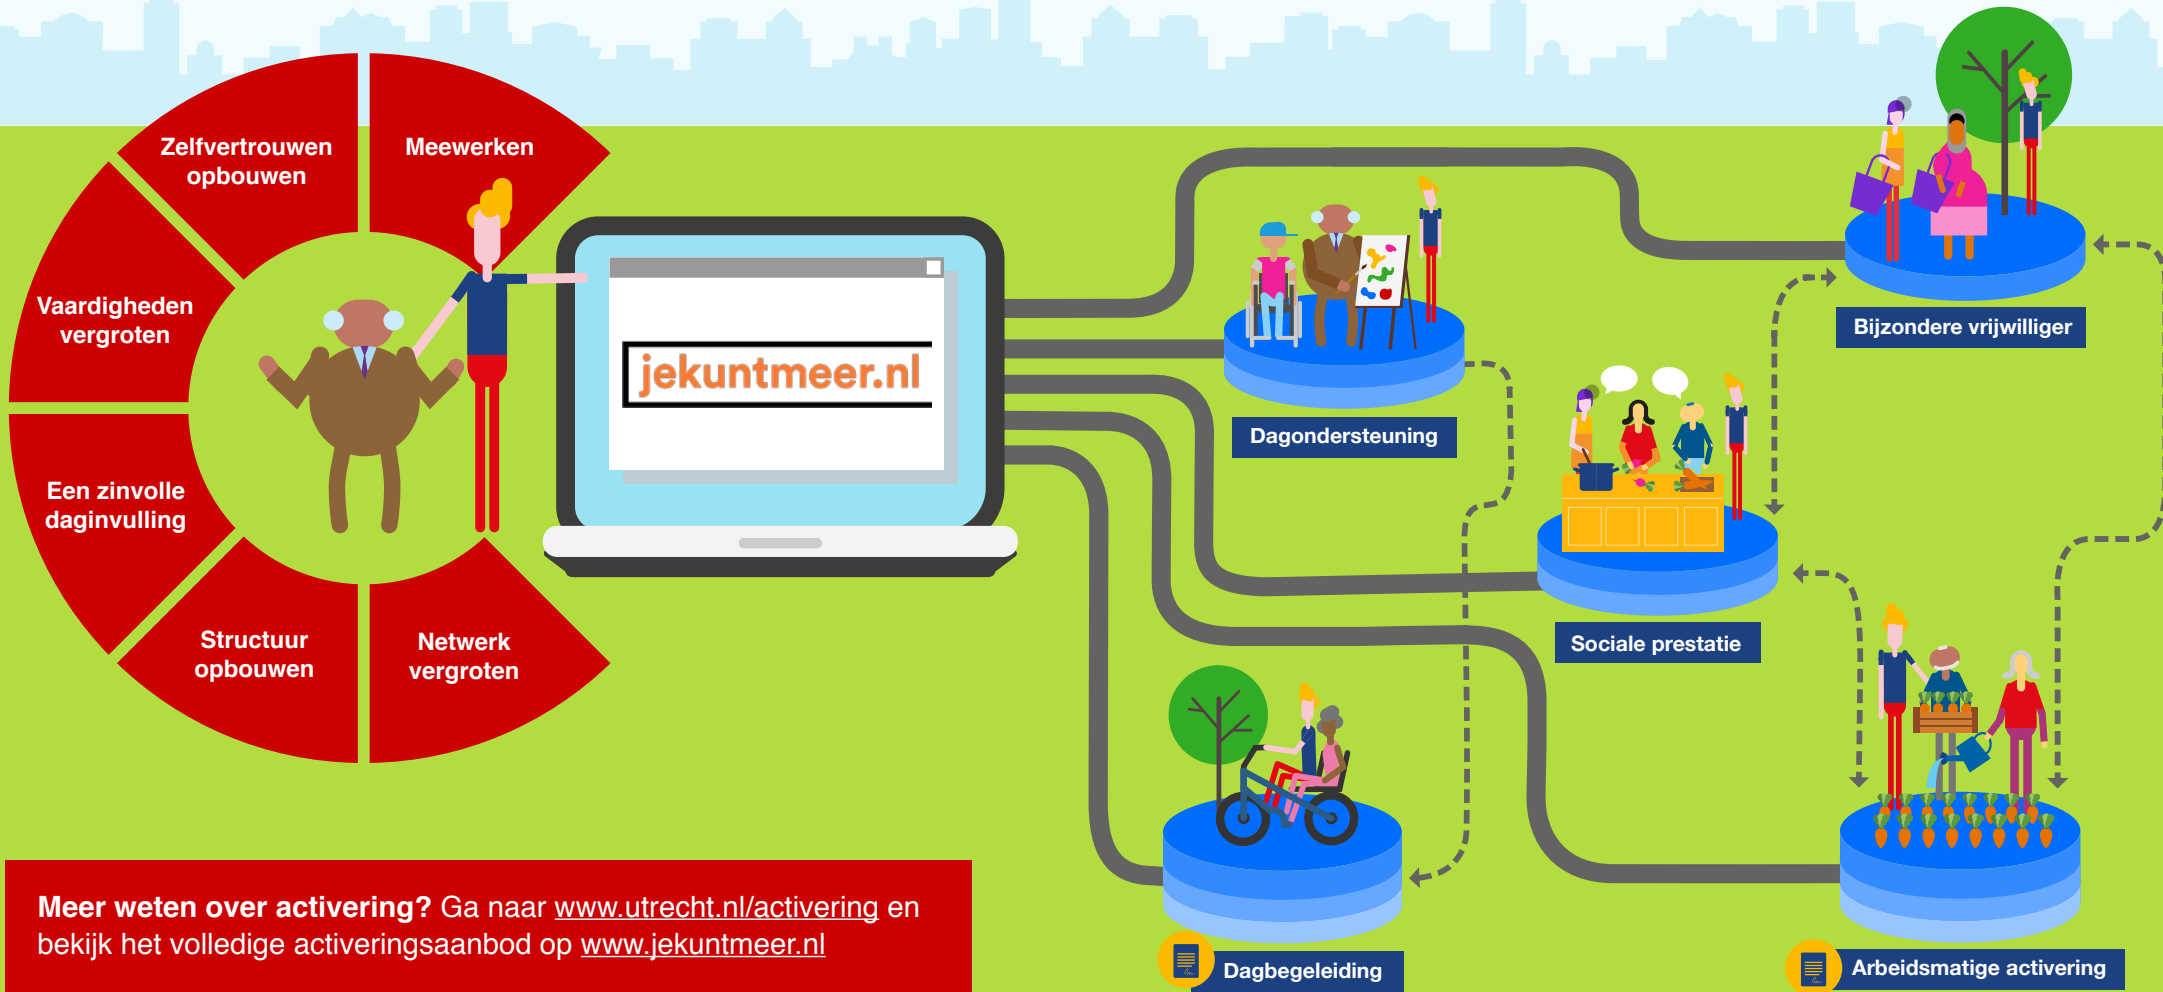 Zelfvertrouwen
opbouwen
Meewerken
Vaardigheden
vergroten
Een zinvolle
daginvulling
Structuur
opbouwen
Netwerk
vergroten
jekuntmeer.nl
Bijzondere vrijwilliger
Dagondersteuning
Sociale prestatie
Dagbegeleiding
Arbeidsmatige activering
Meer weten over activering? Ga naar www.utrecht.nl/activering en
bekijk het volledige activeringsaanbod op www.jekuntmeer.nl